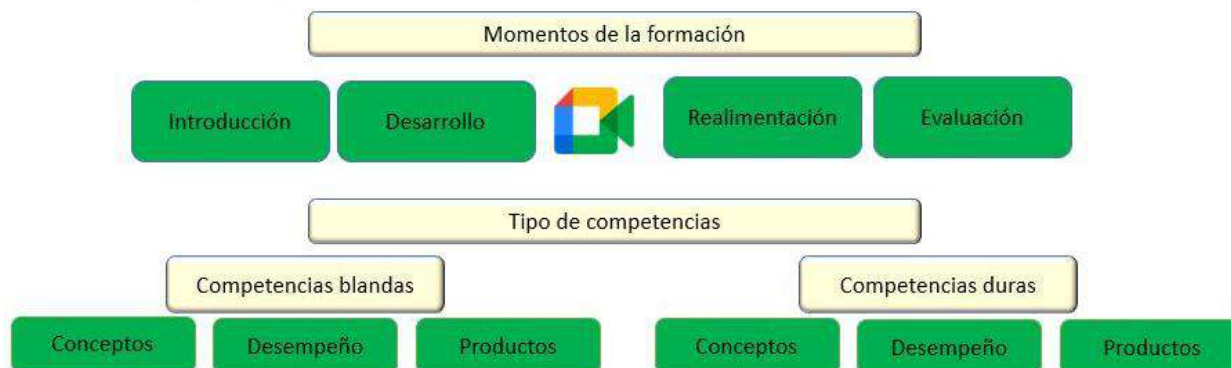 Momentos de la formación
Introducción Desarrollo Realimentación Evaluación
Tipo de competencias
Competencias blandas Competencias duras
Conceptos Desempeño Productos Conceptos Desempeño Productos